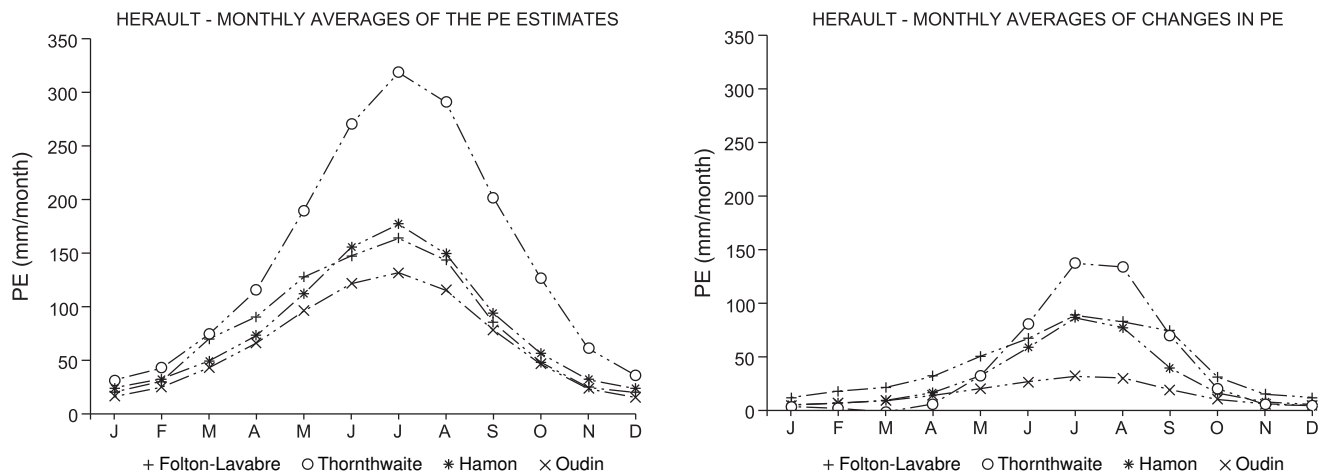 HERAULT - MONTHLY AVERAGES OF THE PE ESTIMATES
350
300
250
200
150
100
50
0
PE (mm/month)
J F M A M J J A S O N D
+ Folton-Lavabre ○ Thornthwaite * Hamon × Oudin
HERAULT - MONTHLY AVERAGES OF CHANGES IN PE
350
300
250
200
150
100
50
0
PE (mm/month)
J F M A M J J A S O N D
+ Folton-Lavabre ○ Thornthwaite * Hamon × Oudin